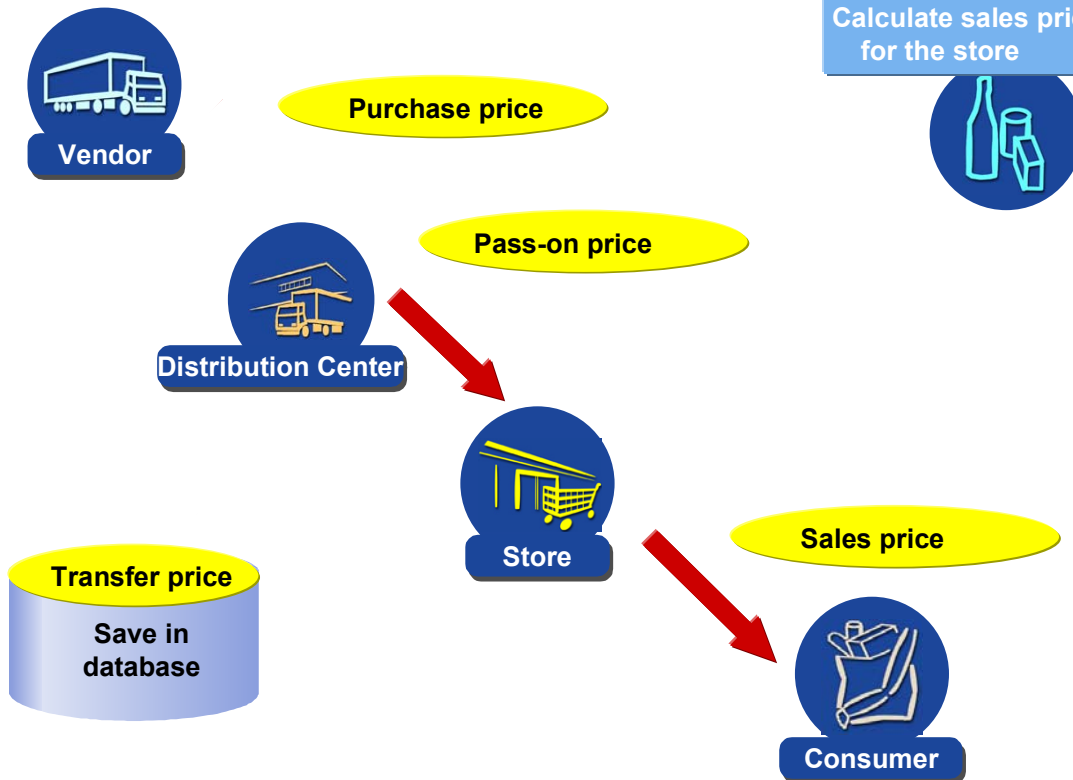 Calculate sales
for the store
Purchase price
Vendor
Pass-on price
Distribution Center
Store
Sales price
Transfer price
Save in
database
Consumer